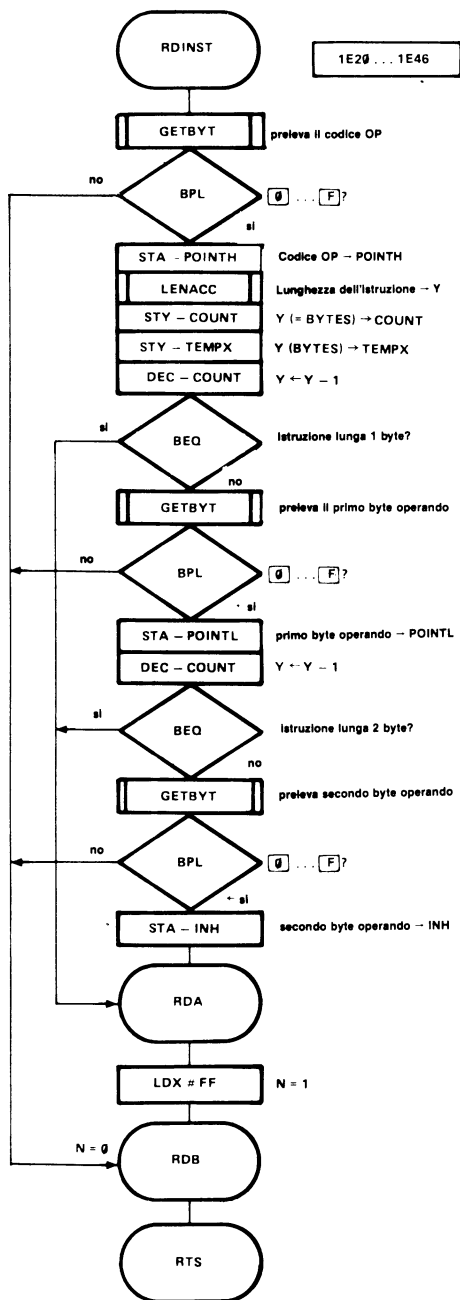 RDINST
1E20 ... 1E46
GETBYT
preleva il codice OP
no
BPL
0 ... F ?
si
STA - POINTH
Codice OP → POINTH
LENACC
Lunghezza dell'istruzione → Y
STY - COUNT
Y (= BYTES) → COUNT
STY - TEMPX
Y (BYTES) → TEMPX
DEC - COUNT
Y ← Y - 1
si
BEQ
istruzione lunga 1 byte?
no
GETBYT
preleva il primo byte operando
no
BPL
0 ... F ?
si
STA - POINTL
primo byte operando → POINTL
DEC - COUNT
Y ← Y - 1
si
BEQ
istruzione lunga 2 byte?
no
GETBYT
preleva secondo byte operando
no
BPL
0 ... F ?
← si
STA - INH
secondo byte operando → INH
RDA
LDX # FF
N = 1
N = 0
RDB
RTS